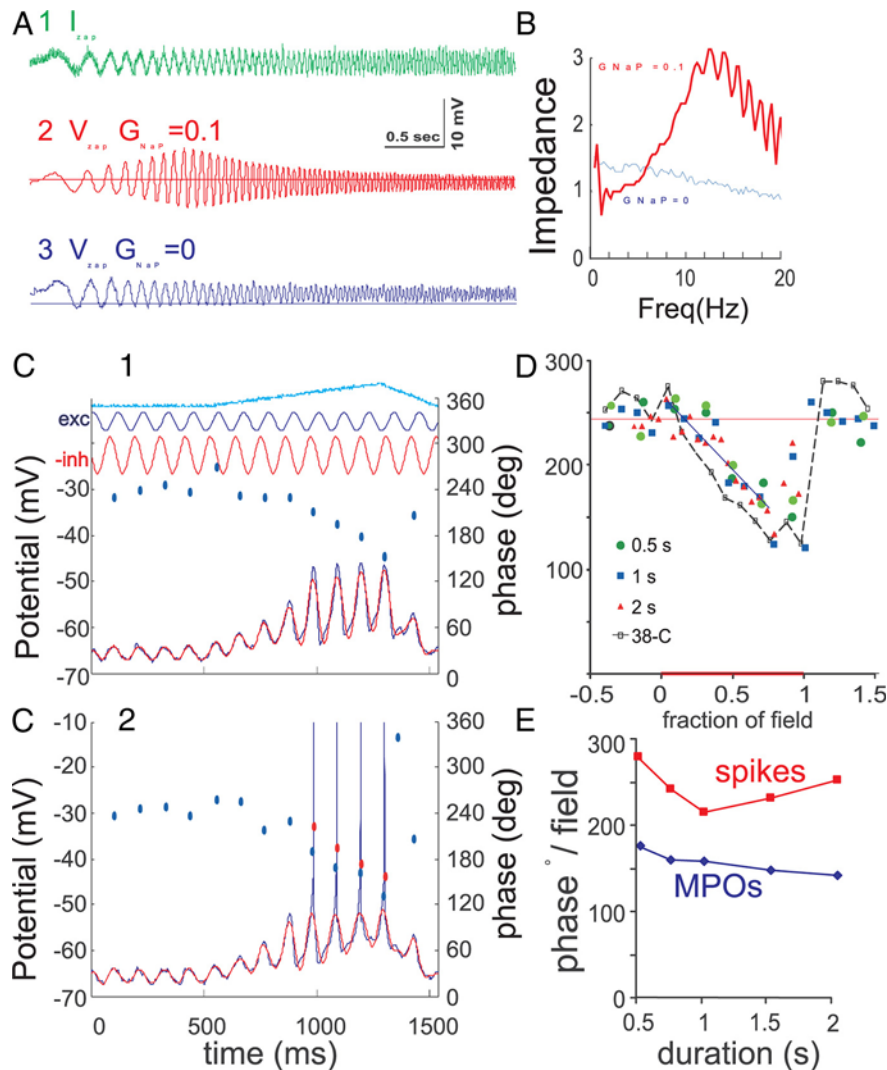 A 1 I zap
2 V zap G NaP =0.1
0.5 sec
10 mV
3 V zap G NaP =0
B
Impedance
3
2
1
0
G NaP = 0.1
G NaP = 0
0 10 20
Freq(Hz)
C 1
exc
-inh
Potential (mV)
-30
-40
-50
-60
-70
360
300
240
180
120
60
0
phase (deg)
D
300
200
100
0.5 s
1 s
2 s
38-C
-0.5 0 0.5 1 1.5
fraction of field
C 2
Potential (mV)
-10
-20
-30
-40
-50
-60
-70
360
300
240
180
120
60
0
phase (deg)
0 500 1000 1500
time (ms)
E
phase ° / field
300
250
150
100
0
spikes
MPOs
0.5 1 1.5 2
duration (s)